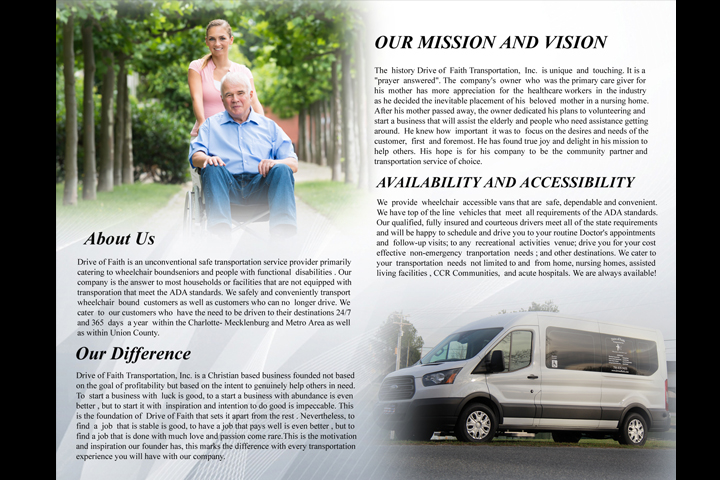 About Us
Drive of Faith is an unconventional safe transportation service provider primarily
catering to wheelchair boundseniors and people with functional disabilities . Our
company is the answer to most households or facilities that are not equipped with
transporation that meet the ADA standards. We safely and conveniently transport
wheelchair bound customers as well as customers who can no longer drive. We
cater to our customers who have the need to be driven to their destinations 24/7
and 365 days a year within the Charlotte- Mecklenburg and Metro Area as well
as within Union County.
Our Difference
Drive of Faith Transportation, Inc. is a Christian based business founded not based
on the goal of profitability but based on the intent to genuinely help others in need.
To start a business with luck is good, to a start a business with abundance is even
better , but to start it with inspiration and intention to do good is impeccable. This
is the foundation of Drive of Faith that sets it apart from the rest . Nevertheless, to
find a job that is stable is good, to have a job that pays well is even better , but to
find a job that is done with much love and passion come rare.This is the motivation
and inspiration our founder has, this marks the difference with every transportation
experience you will have with our company.
OUR MISSION AND VISION
The history Drive of Faith Transportation, Inc. is unique and touching. It is a
"prayer answered". The company's owner who was the primary care giver for
his mother has more appreciation for the healthcare workers in the industry
as he decided the inevitable placement of his beloved mother in a nursing home.
After his mother passed away, the owner dedicated his plans to volunteering and
start a business that will assist the elderly and people who need assistance getting
around. He knew how important it was to focus on the desires and needs of the
customer, first and foremost. He has found true joy and delight in his mission to
help others. His hope is for his company to be the community partner and
transportation service of choice.
AVAILABILITY AND ACCESSIBILITY
We provide wheelchair accessible vans that are safe, dependable and convenient.
We have top of the line vehicles that meet all requirements of the ADA standards.
Our qualified, fully insured and courteous drivers meet all of the state requirements
and will be happy to schedule and drive you to your routine Doctor's appointments
and follow-up visits; to any recreational activities venue; drive you for your cost
effective non-emergency tranportation needs ; and other destinations. We cater to
your transportation needs not limited to and from home, nursing homes, assisted
living facilities , CCR Communities, and acute hospitals. We are always available!